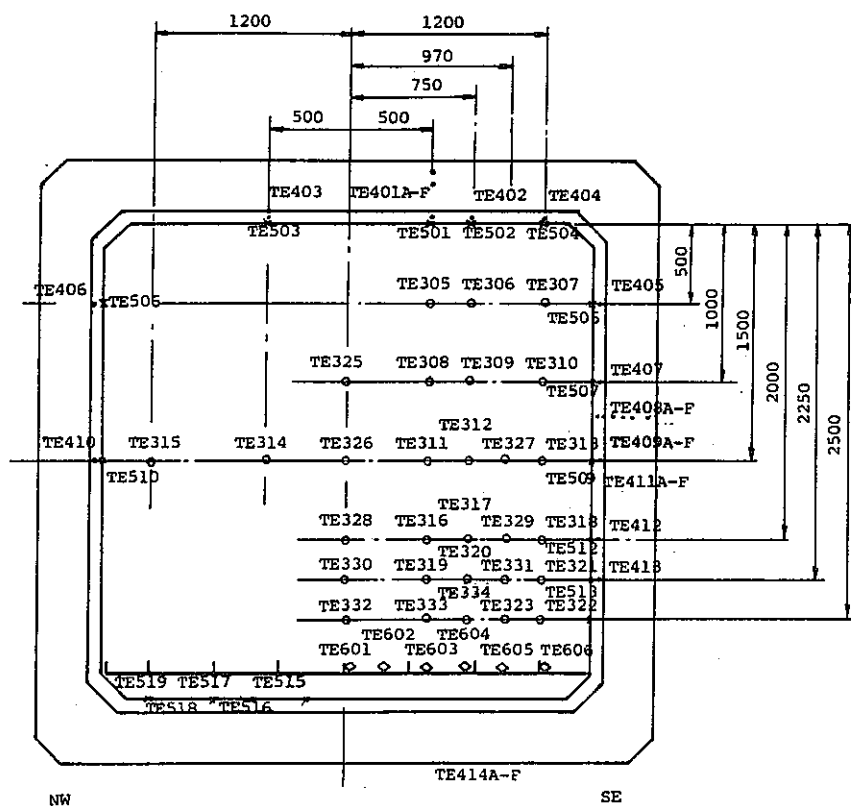 1200 1200
970
750
500 500
TE403 TE401A-F TE402 TE404
TE503 TE501 TE502 TE504
500
1000
1500
2000
2250
2500
TE406 TE505 TE305 TE306 TE307 TE405
TE506
TE325 TE308 TE309 TE310 TE407
TE507
TE312 TE408A-F
TE410 TE315 TE314 TE326 TE311 TE327 TE313 TE409A-F
TE510 TE509 TE411A-F
TE317
TE328 TE316 TE329 TE318 TE412
TE320 TE512
TE330 TE319 TE331 TE321 TE413
TE334 TE513
TE332 TE333 TE323 TE322
TE602 TE604
TE601 TE603 TE605 TE606
TE519 TE517 TE515
TE518 TE516
TE414A-F
NW SE